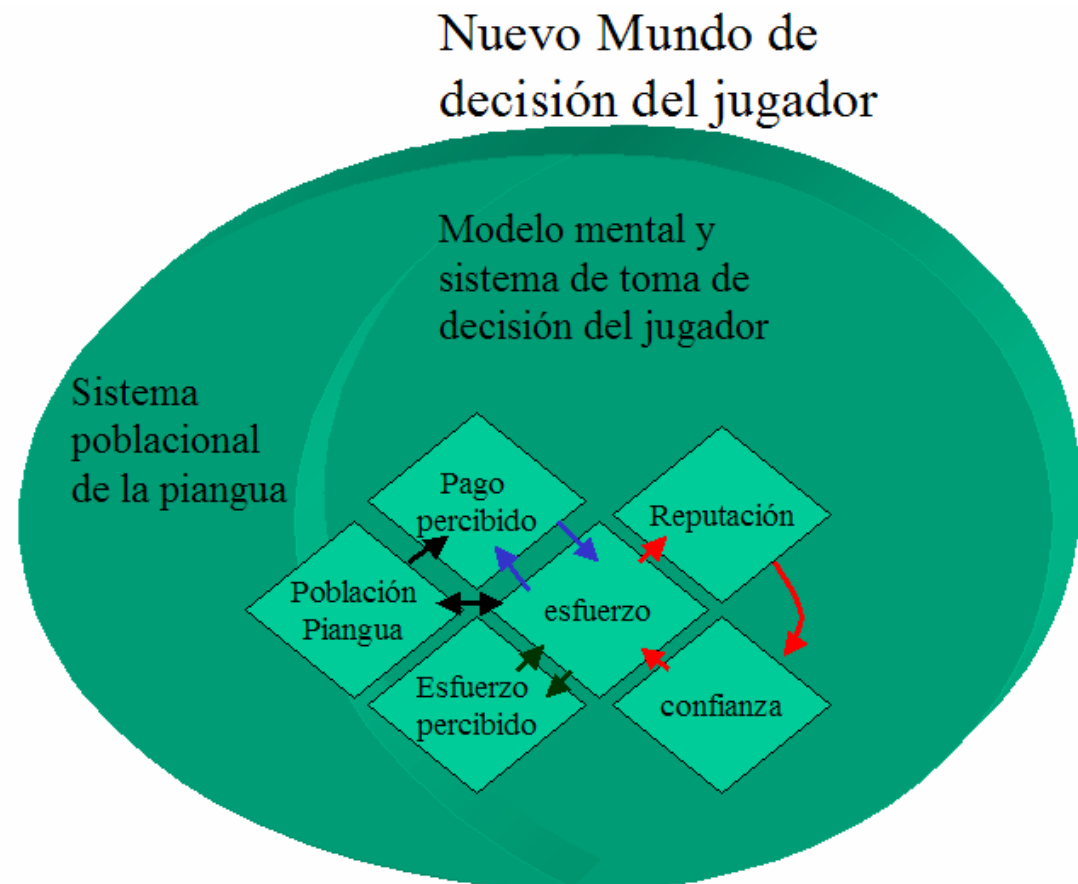 Nuevo Mundo de
decisión del jugador
Modelo mental y
sistema de toma de
decisión del jugador
Sistema
poblacional
de la piangua
Pago
percibido
Reputación
Población
Piangua
esfuerzo
Esfuerzo
percibido
confianza